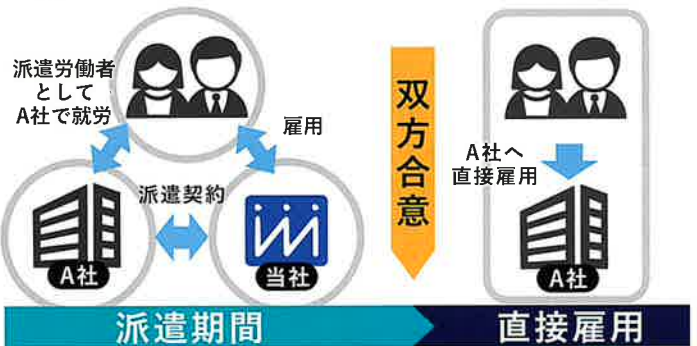 派遣労働者
として
A社で就労
雇用
派遣契約
A社
当社
派遣期間
双方合意
A社へ
直接雇用
A社
直接雇用